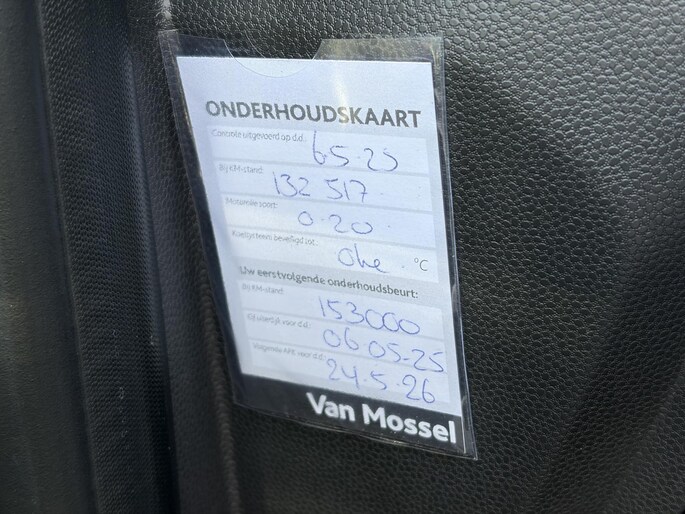 ONDERHOUDSKAART
Controle uitgevoerd op d.d.: 6 5 - 25
Bij KM-stand: 132 517
Motorolie soort: 0-20
Koelsysteem beveiligd tot: Oke °C
Uw eerstvolgende onderhoudsbeurt:
Bij KM-stand: 153000
Of uiterlijk voor d.d.: 06 05-25
Volgende APK voor d.d.: 24.5.26
Van Mossel